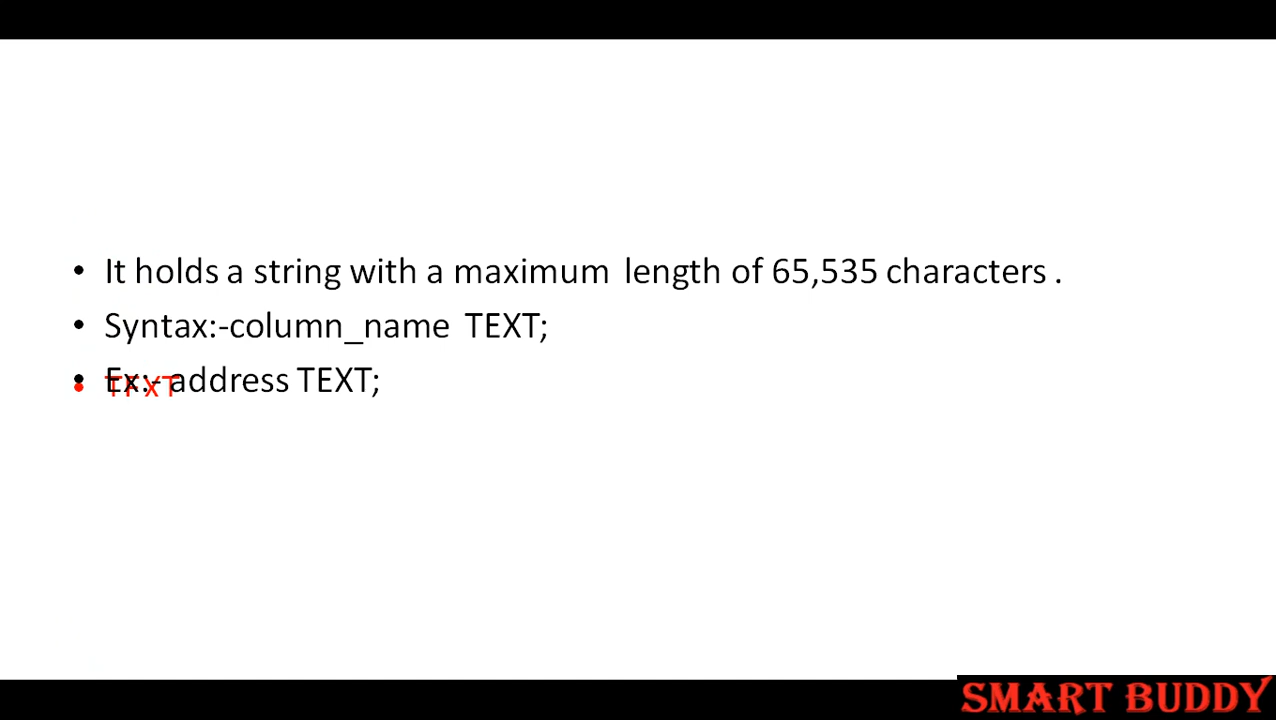 It holds a string with a maximum length of 65,535 characters .
Syntax:-column_name TEXT;
Ex:- address TEXT;
TEXT
SMART BUDDY